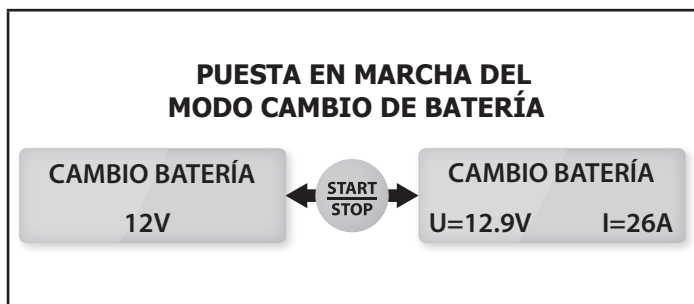 PUESTA EN MARCHA DEL
MODO CAMBIO DE BATERÍA
CAMBIO BATERÍA
12V
START
STOP
CAMBIO BATERÍA
U=12.9V I=26A